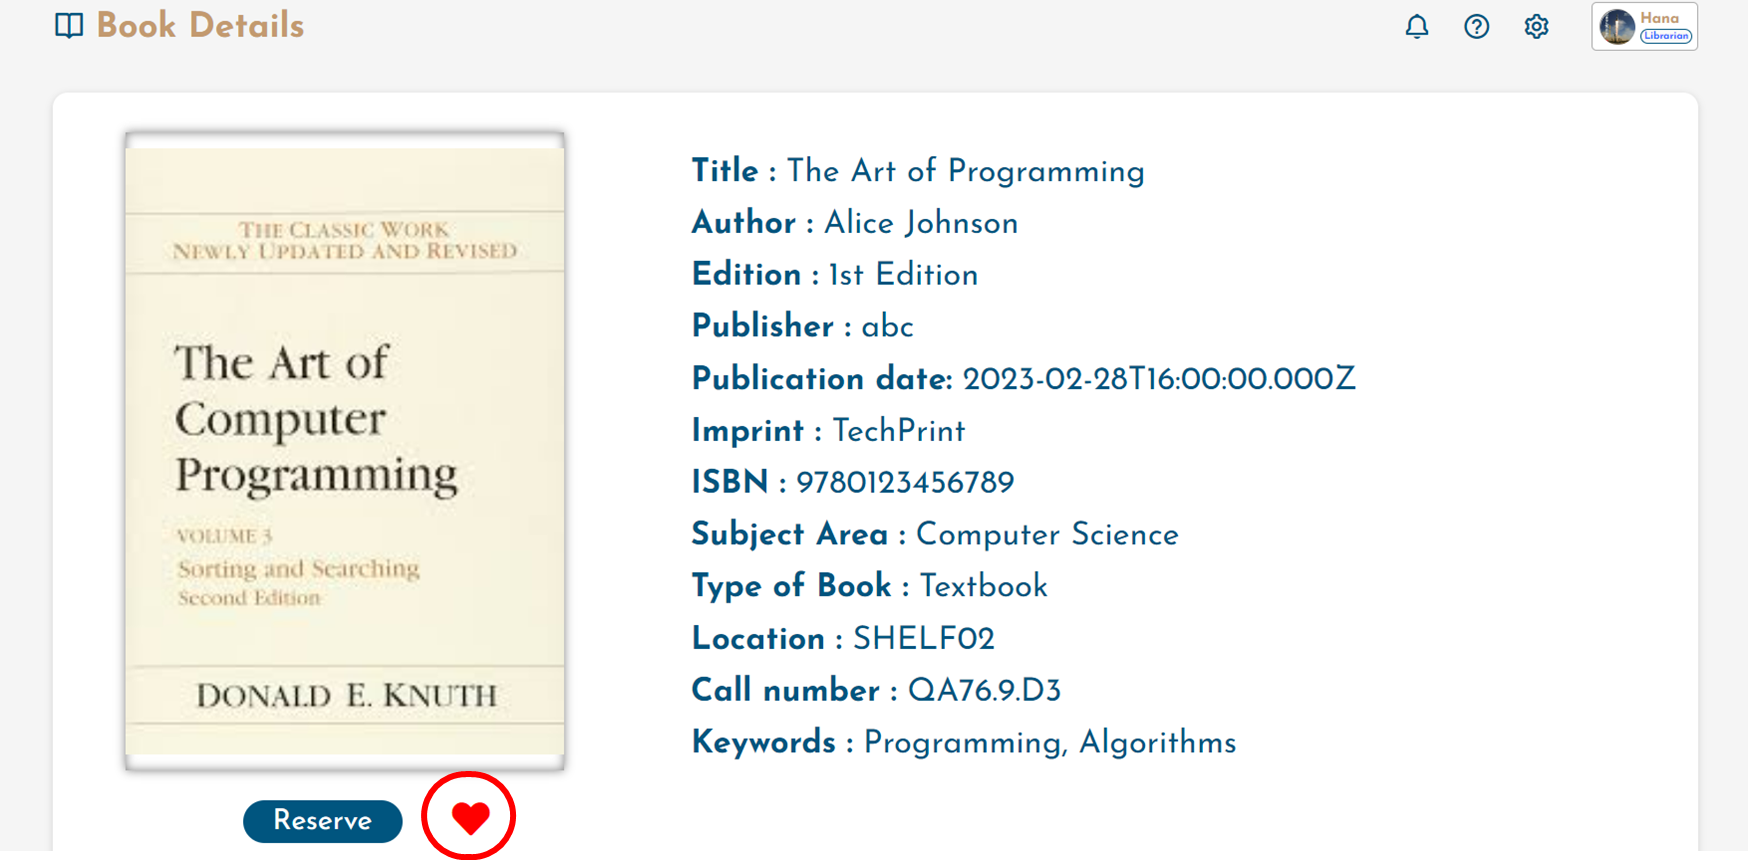 Book Details
Hana
Librarian
THE CLASSIC WORK
NEWLY UPDATED AND REVISED
The Art of
Computer
Programming
VOLUME 3
Sorting and Searching
Second Edition
DONALD E. KNUTH
Reserve
Title : The Art of Programming
Author : Alice Johnson
Edition : 1st Edition
Publisher : abc
Publication date: 2023-02-28T16:00:00.000Z
Imprint : TechPrint
ISBN : 9780123456789
Subject Area : Computer Science
Type of Book : Textbook
Location : SHELF02
Call number : QA76.9.D3
Keywords : Programming, Algorithms